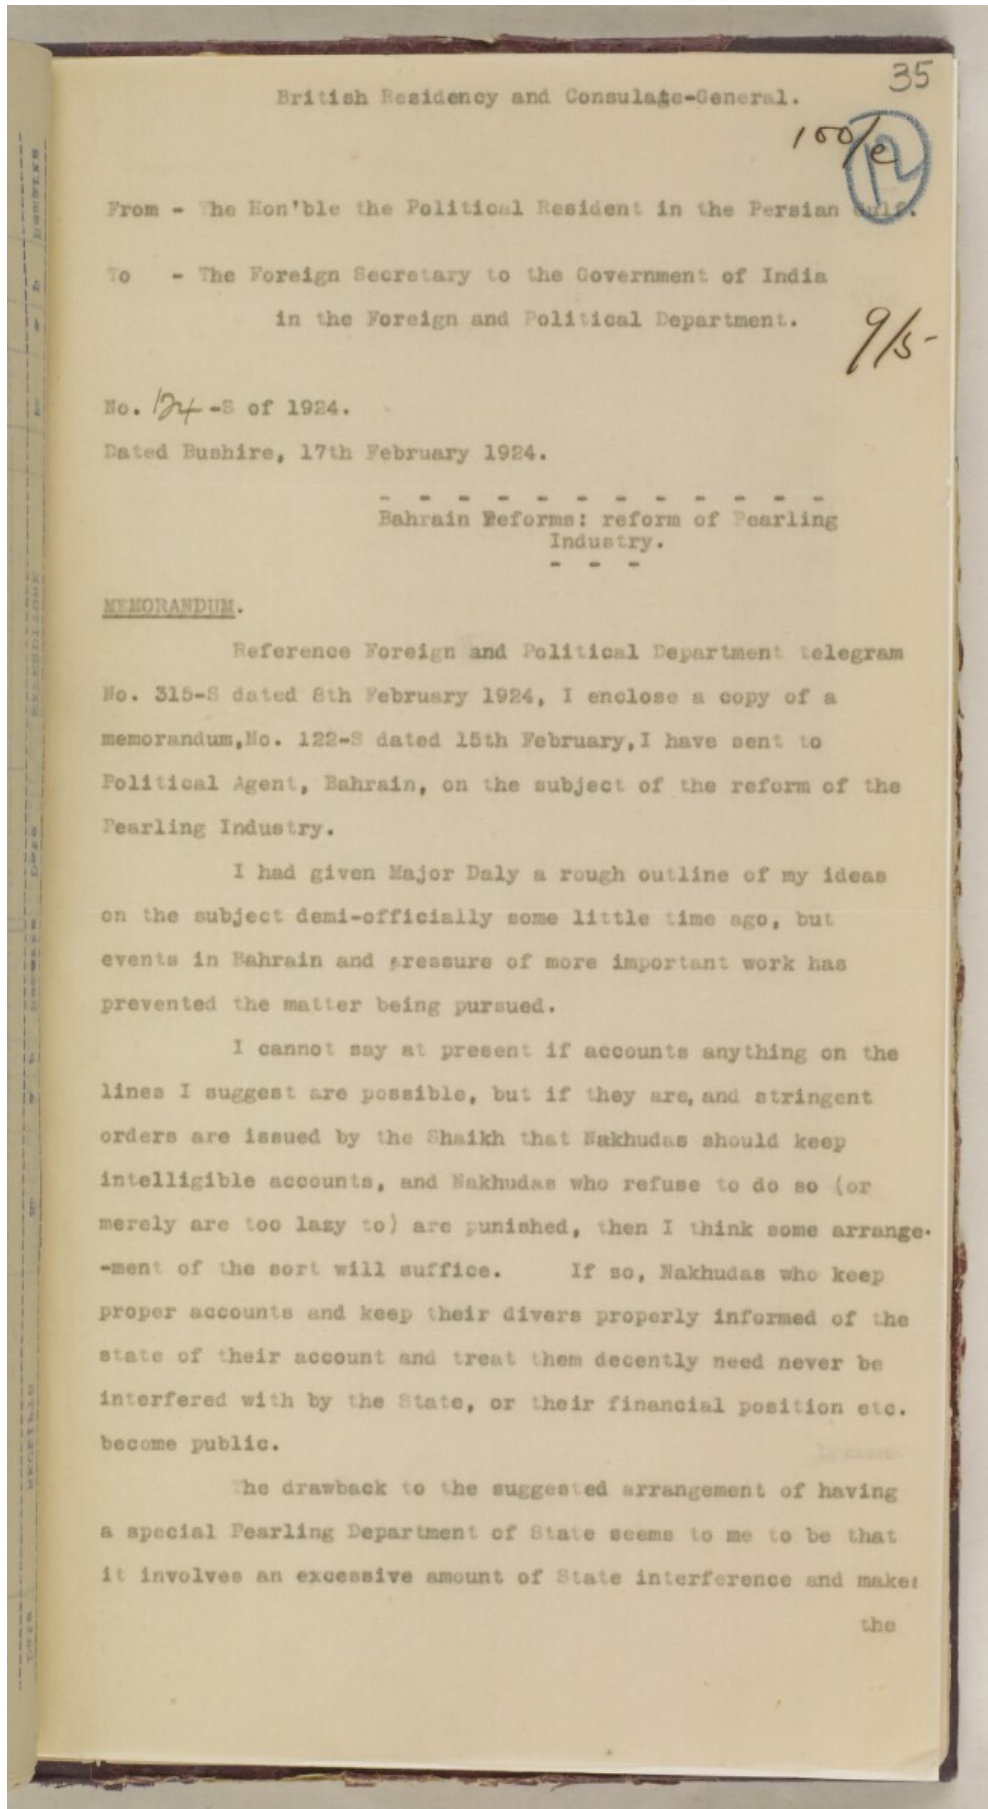 35
British Residency and Consulate-General.
100/e
12
From - The Hon'ble the Political Resident in the Persian Gulf.
To - The Foreign Secretary to the Government of India
in the Foreign and Political Department.
9/5-
No. 124-S of 1924.
Dated Bushire, 17th February 1924.
- - - - - - - - - - - -
Bahrain Reforms: reform of Pearling
Industry.
- - -
MEMORANDUM.
Reference Foreign and Political Department telegram
No. 315-S dated 8th February 1924, I enclose a copy of a
memorandum,No. 122-S dated 15th February,I have sent to
Political Agent, Bahrain, on the subject of the reform of the
Pearling Industry.
I had given Major Daly a rough outline of my ideas
on the subject demi-officially some little time ago, but
events in Bahrain and pressure of more important work has
prevented the matter being pursued.
I cannot say at present if accounts anything on the
lines I suggest are possible, but if they are,and stringent
orders are issued by the Shaikh that Nakhudas should keep
intelligible accounts, and Nakhudas who refuse to do so (or
merely are too lazy to) are punished, then I think some arrange-
-ment of the sort will suffice. If so, Nakhudas who keep
proper accounts and keep their divers properly informed of the
state of their account and treat them decently need never be
interfered with by the State, or their financial position etc.
become public.
The drawback to the suggested arrangement of having
a special Pearling Department of State seems to me to be that
it involves an excessive amount of State interference and makes
the